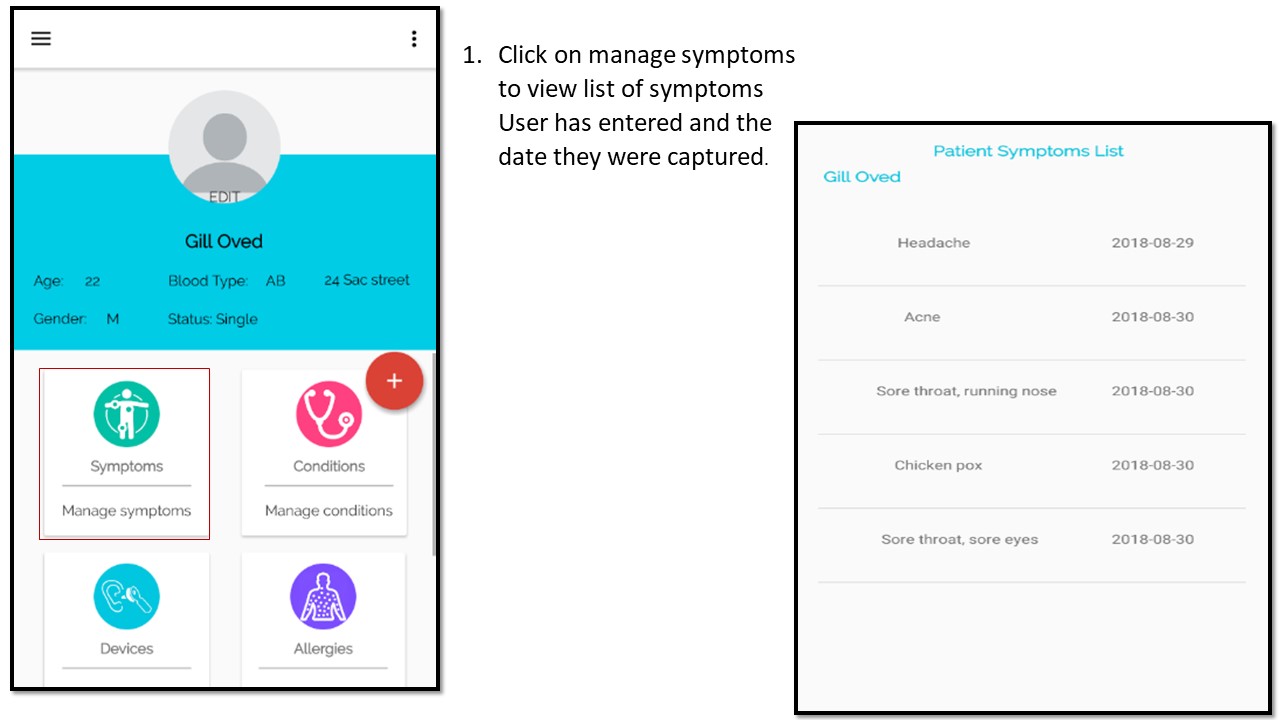 EDIT
Gill Oved
Age: 22 Blood Type: AB 24 Sac street
Gender: M Status: Single
+
Symptoms
Manage symptoms
Conditions
Manage conditions
Devices
Allergies
1. Click on manage symptoms
to view list of symptoms
User has entered and the
date they were captured.
Patient Symptoms List
Gill Oved
Headache 2018-08-29
Acne 2018-08-30
Sore throat, running nose 2018-08-30
Chicken pox 2018-08-30
Sore throat, sore eyes 2018-08-30